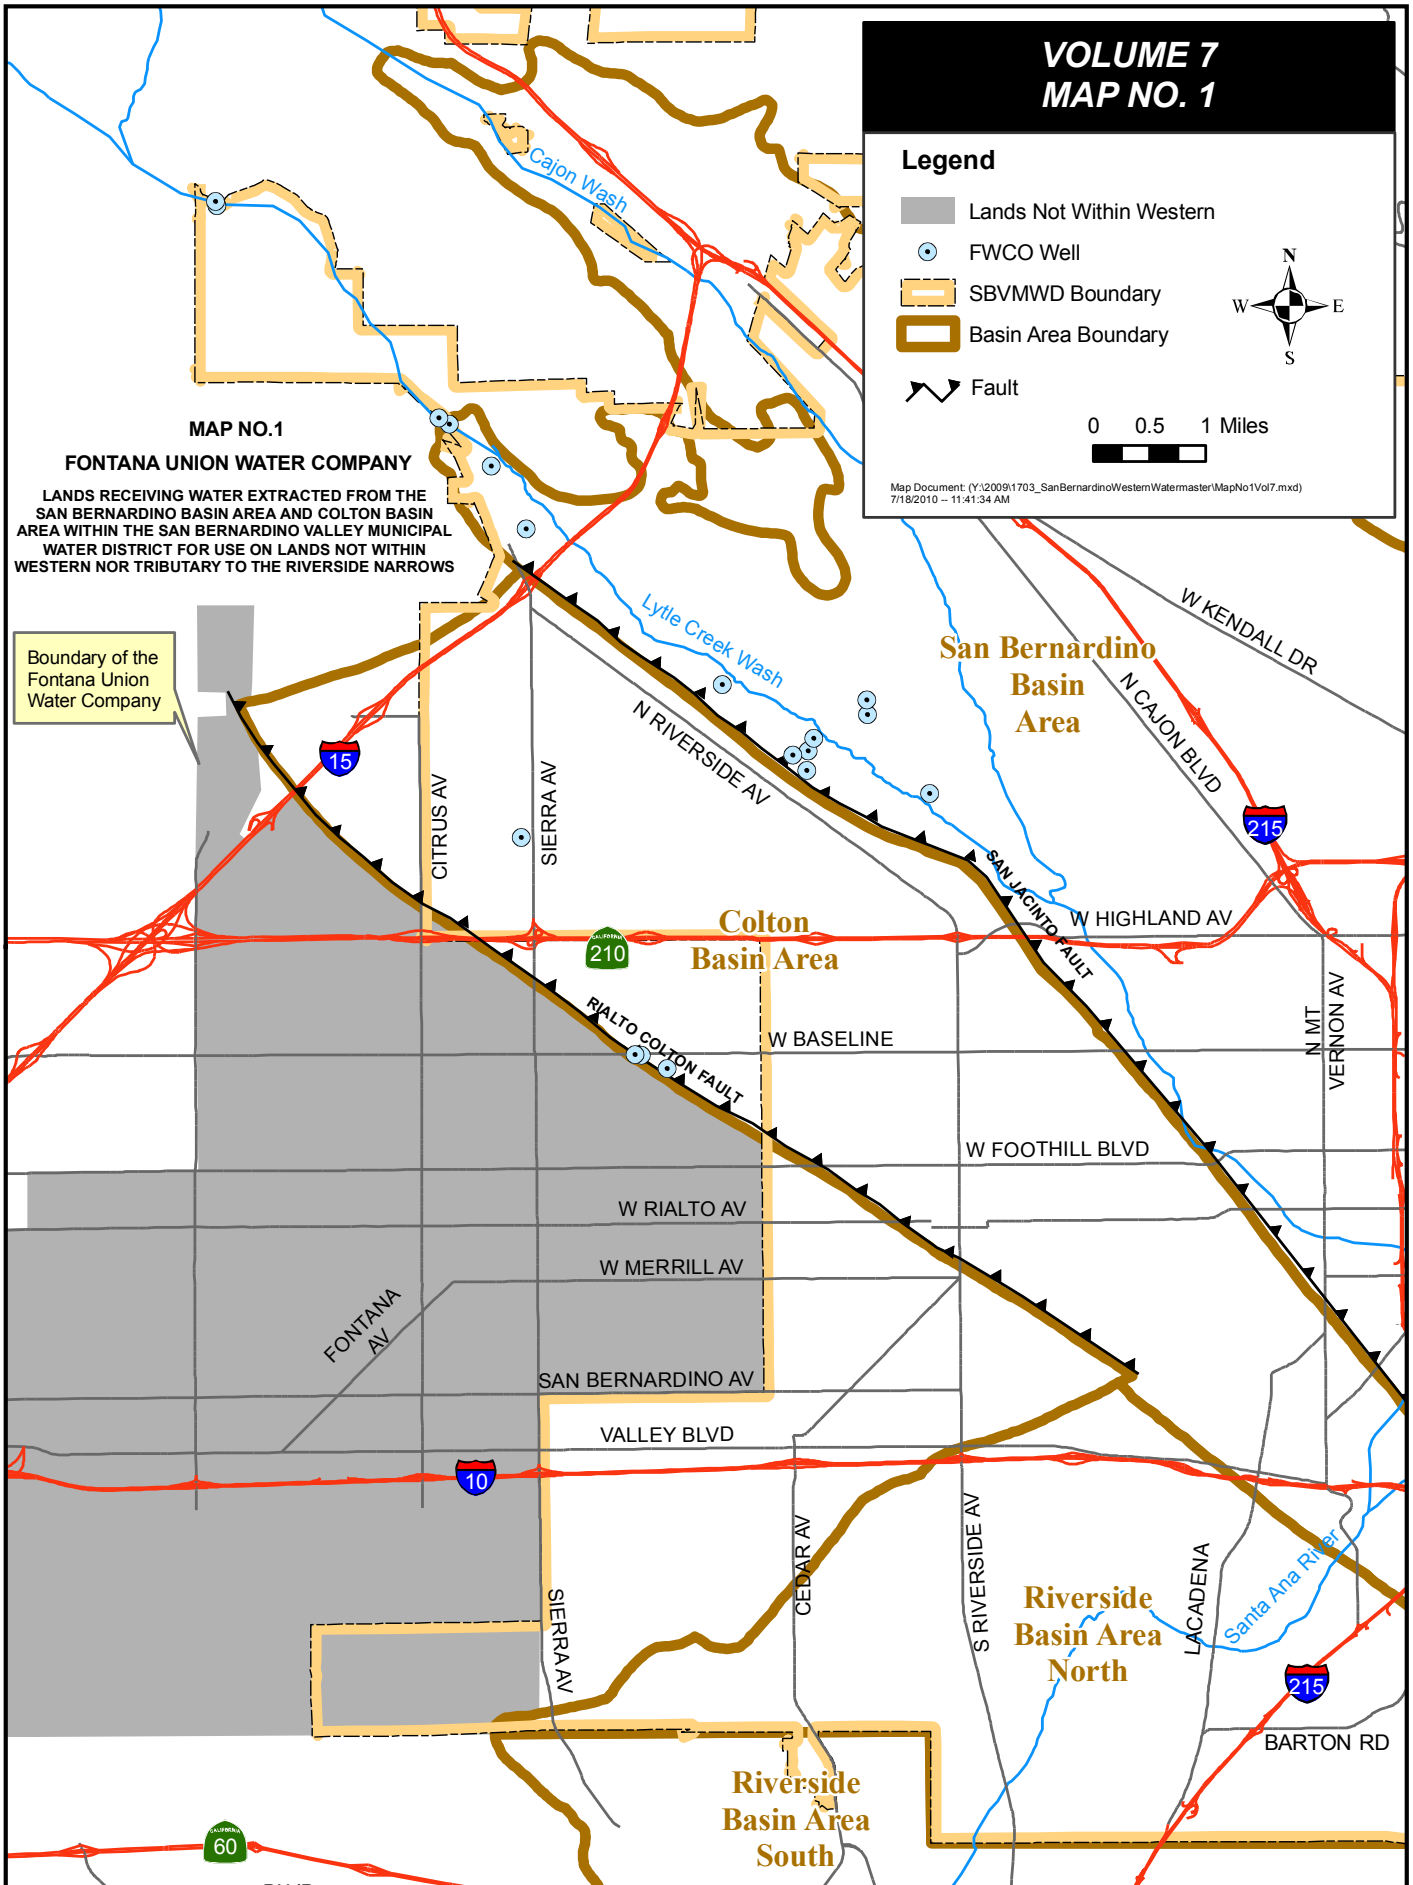 VOLUME 7
MAP NO. 1
Legend
Lands Not Within Western
FWCO Well
SBVMWD Boundary
Basin Area Boundary
Fault
N
W
E
S
0 0.5 1 Miles
Map Document: (Y:\2009\1703_SanBernardinoWesternWatermaster\MapNo1Vol7.mxd)
7/18/2010 -- 11:41:34 AM
Cajon Wash
MAP NO.1
FONTANA UNION WATER COMPANY
LANDS RECEIVING WATER EXTRACTED FROM THE
SAN BERNARDINO BASIN AREA AND COLTON BASIN
AREA WITHIN THE SAN BERNARDINO VALLEY MUNICIPAL
WATER DISTRICT FOR USE ON LANDS NOT WITHIN
WESTERN NOR TRIBUTARY TO THE RIVERSIDE NARROWS
Boundary of the
Fontana Union
Water Company
Lytle Creek Wash
San Bernardino
Basin
Area
W KENDALL DR
N CAJON BLVD
N RIVERSIDE AV
15
CITRUS AV
SIERRA AV
215
SAN JACINTO FAULT
W HIGHLAND AV
Colton
Basin Area
CALIFORNIA
210
RIALTO COLTON FAULT
W BASELINE
N MT
VERNON AV
W FOOTHILL BLVD
W RIALTO AV
W MERRILL AV
FONTANA
AV
SAN BERNARDINO AV
VALLEY BLVD
10
CEDAR AV
S RIVERSIDE AV
LACADENA
Santa Ana River
SIERRA AV
Riverside
Basin Area
North
215
BARTON RD
Riverside
Basin Area
South
CALIFORNIA
60